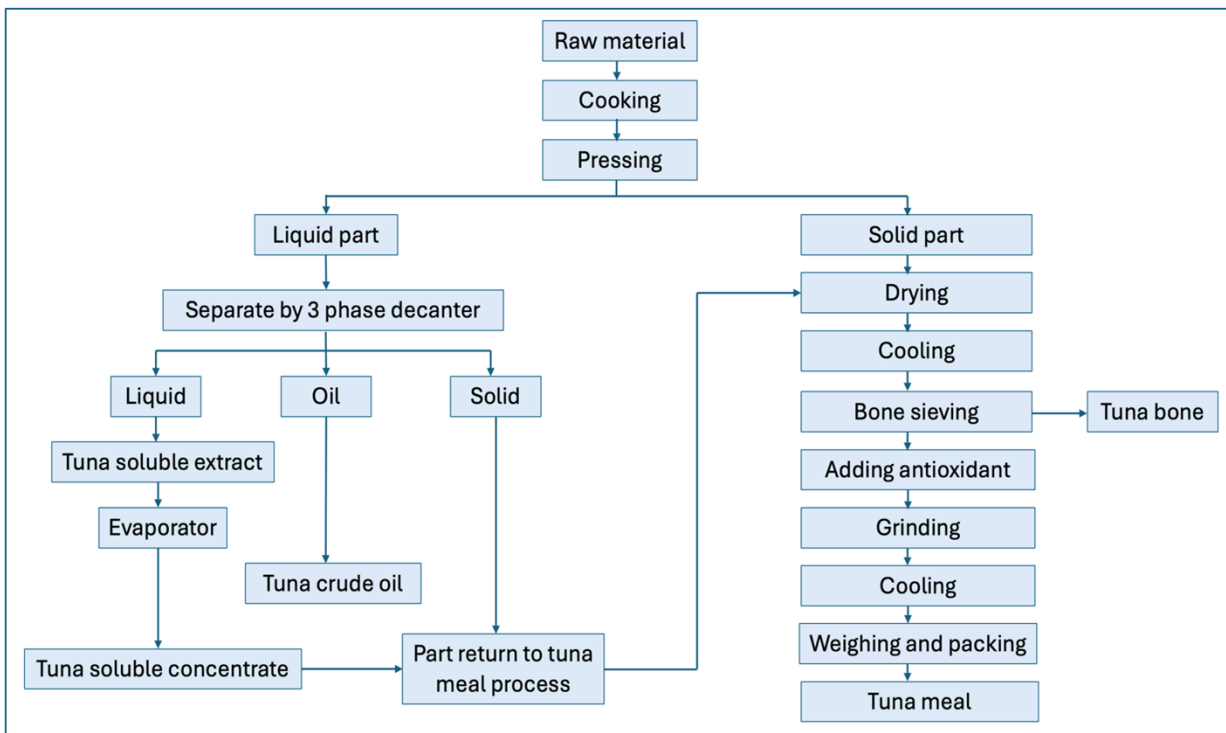 Raw material
Cooking
Pressing
Liquid part
Solid part
Separate by 3 phase decanter
Drying
Cooling
Liquid
Oil
Solid
Bone sieving
Tuna bone
Tuna soluble extract
Adding antioxidant
Evaporator
Grinding
Tuna crude oil
Cooling
Tuna soluble concentrate
Part return to tuna
meal process
Weighing and packing
Tuna meal